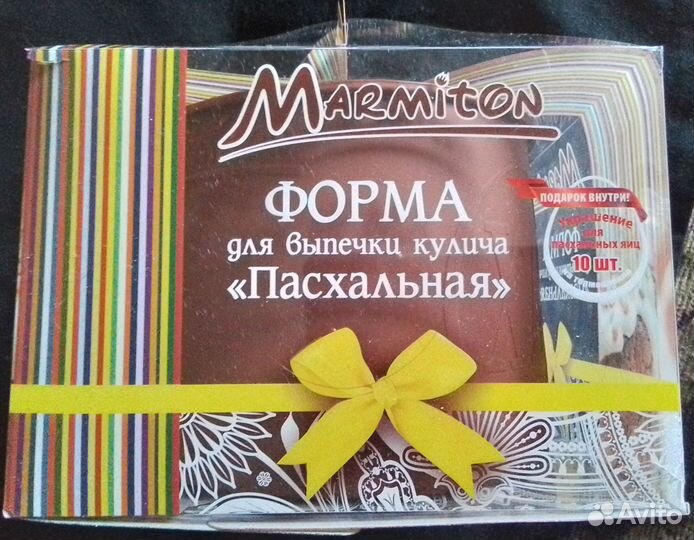 MARMITON
ФОРМА
для выпечки кулича
«Пасхальная»
ПОДАРОК ВНУТРИ!
Украшение
для
пасхальных яиц
10 шт.
Avito